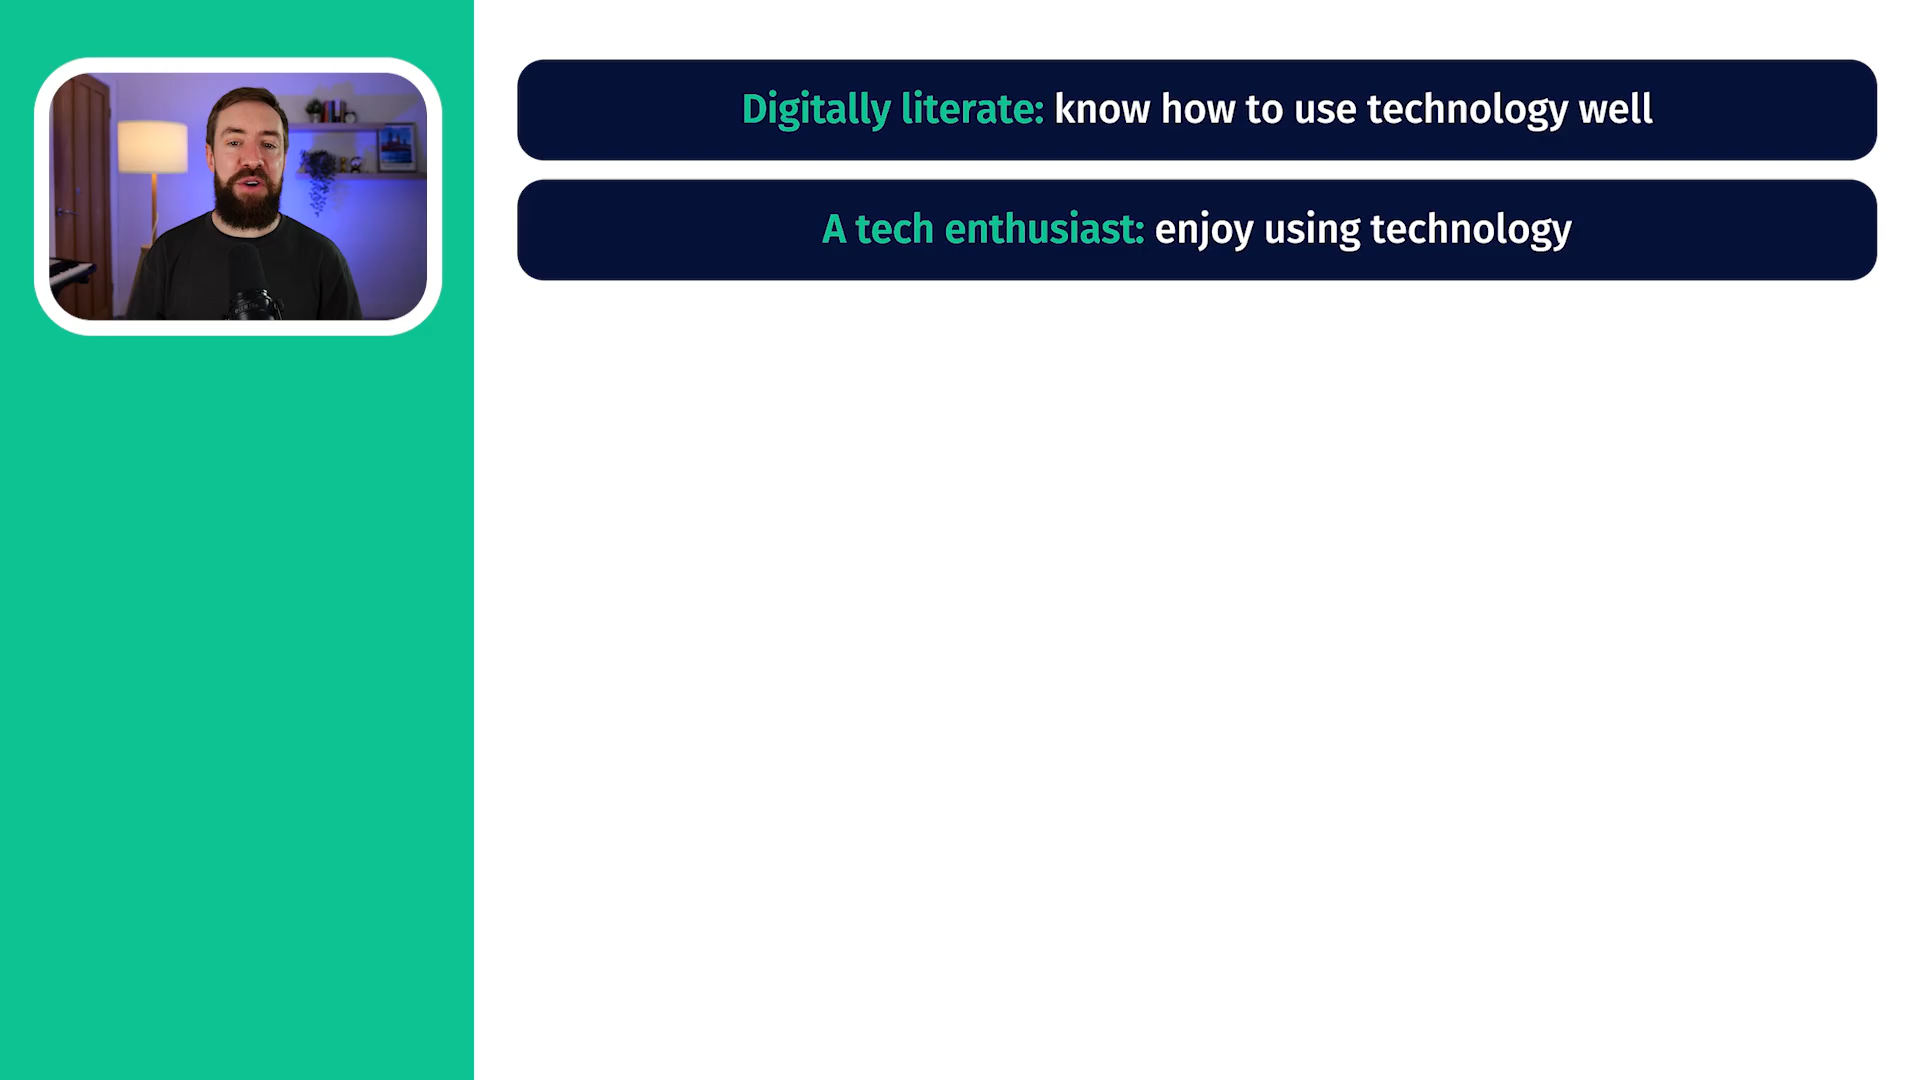 Digitally literate: know how to use technology well
A tech enthusiast: enjoy using technology